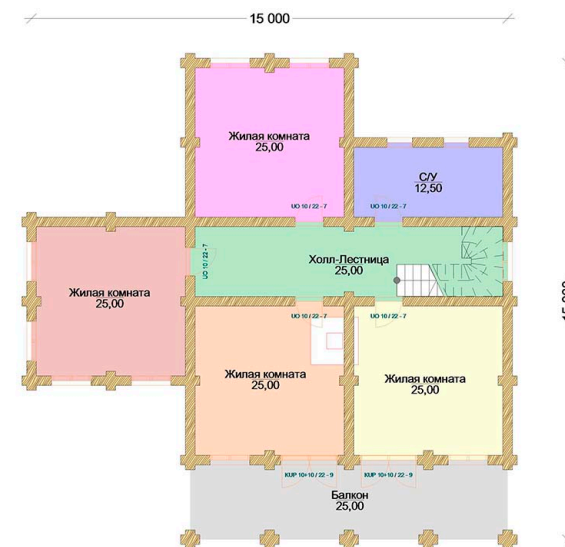 15 000
Жилая комната
25,00
С/У
12,50
UO 10 / 22 - 7
UO 10 / 22 - 7
UO 10 / 22 - 7
Холл-Лестница
25,00
Жилая комната
25,00
UO 10 / 22 - 7
UO 10 / 22 - 7
Жилая комната
25,00
Жилая комната
25,00
KUP 10+10 / 22 - 9
KUP 10+10 / 22 - 9
Балкон
25,00